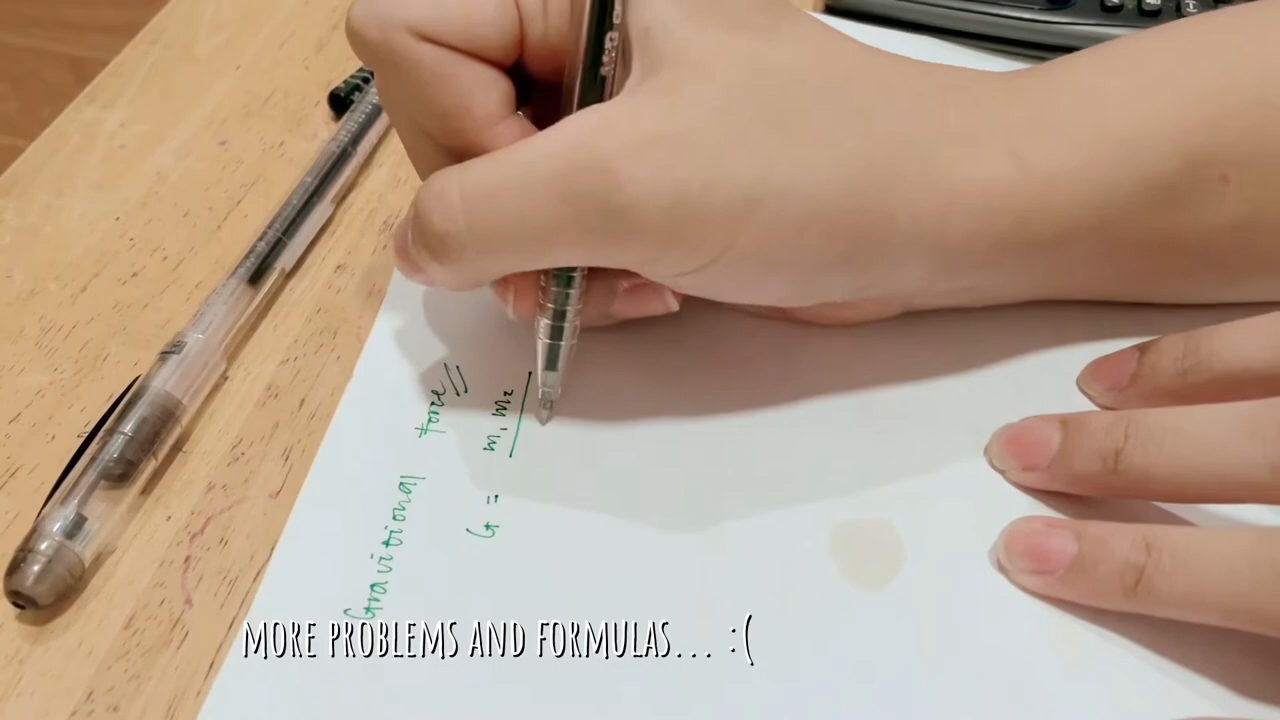 Gravitional force
G = m₁ m₂
MORE PROBLEMS AND FORMULAS... :(